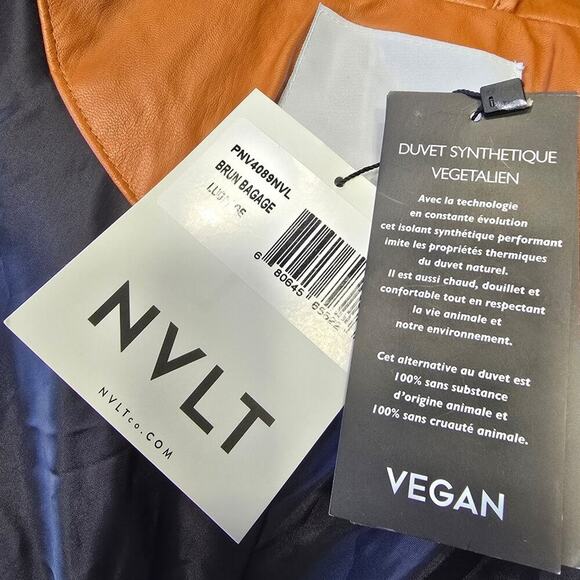 PNV4089NVL
BRUN BAGAGE
6 80645
NVLT
NVLTco.COM
DUVET SYNTHETIQUE
VEGETALIEN
Avec la technologie
en constante évolution
cet isolant synthétique performant
imite les propriétés thermiques
du duvet naturel.
Il est aussi chaud, douillet et
confortable tout en respectant
la vie animale et
notre environnement.
Cet alternative au duvet est
100% sans substance
d'origine animale et
100% sans cruauté animale.
VEGAN